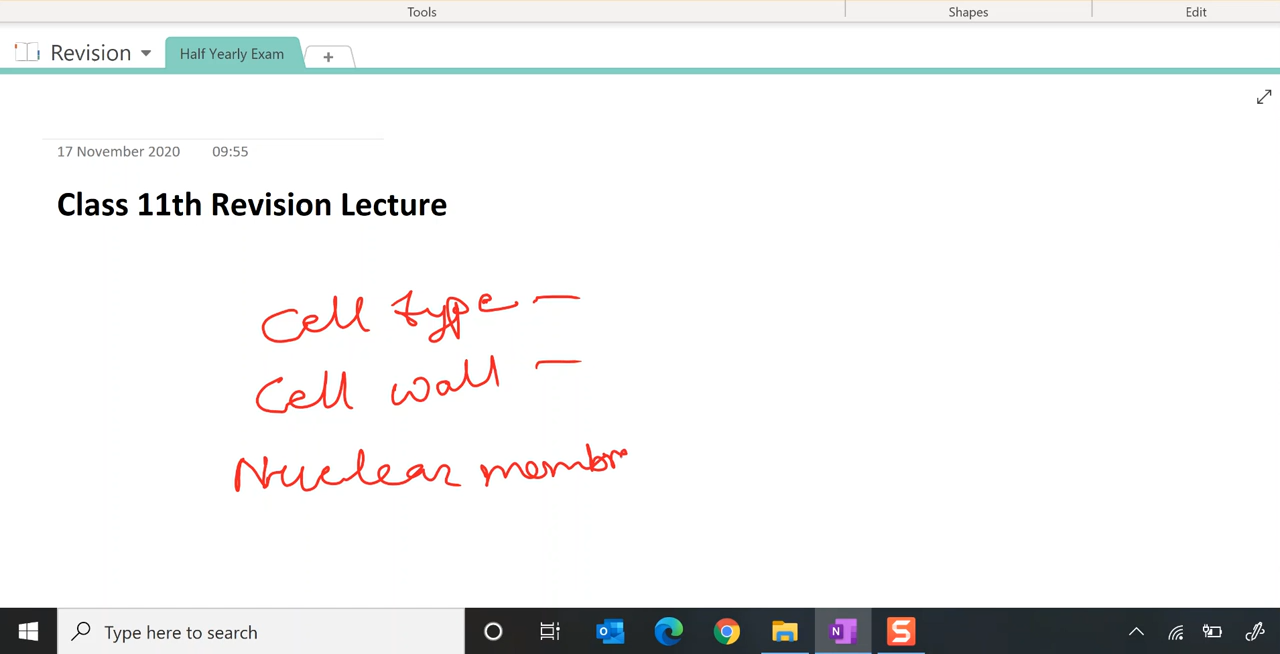 Tools Shapes Edit
Revision Half Yearly Exam +
17 November 2020 09:55
Class 11th Revision Lecture
Cell type –
Cell wall –
Nuclear membr
Type here to search